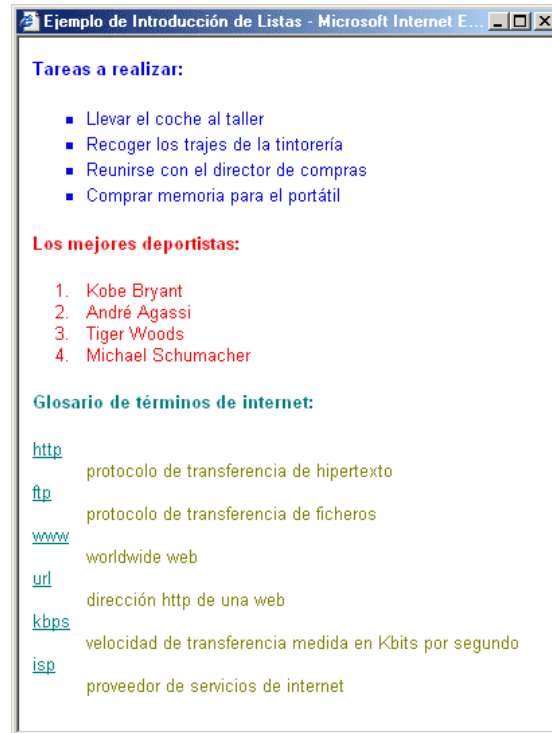 Ejemplo de Introducción de Listas - Microsoft Internet E...
Tareas a realizar:
Llevar el coche al taller
Recoger los trajes de la tintorería
Reunirse con el director de compras
Comprar memoria para el portátil
Los mejores deportistas:
1. Kobe Bryant
2. André Agassi
3. Tiger Woods
4. Michael Schumacher
Glosario de términos de internet:
http
protocolo de transferencia de hipertexto
ftp
protocolo de transferencia de ficheros
www
worldwide web
url
dirección http de una web
kbps
velocidad de transferencia medida en Kbits por segundo
isp
proveedor de servicios de internet